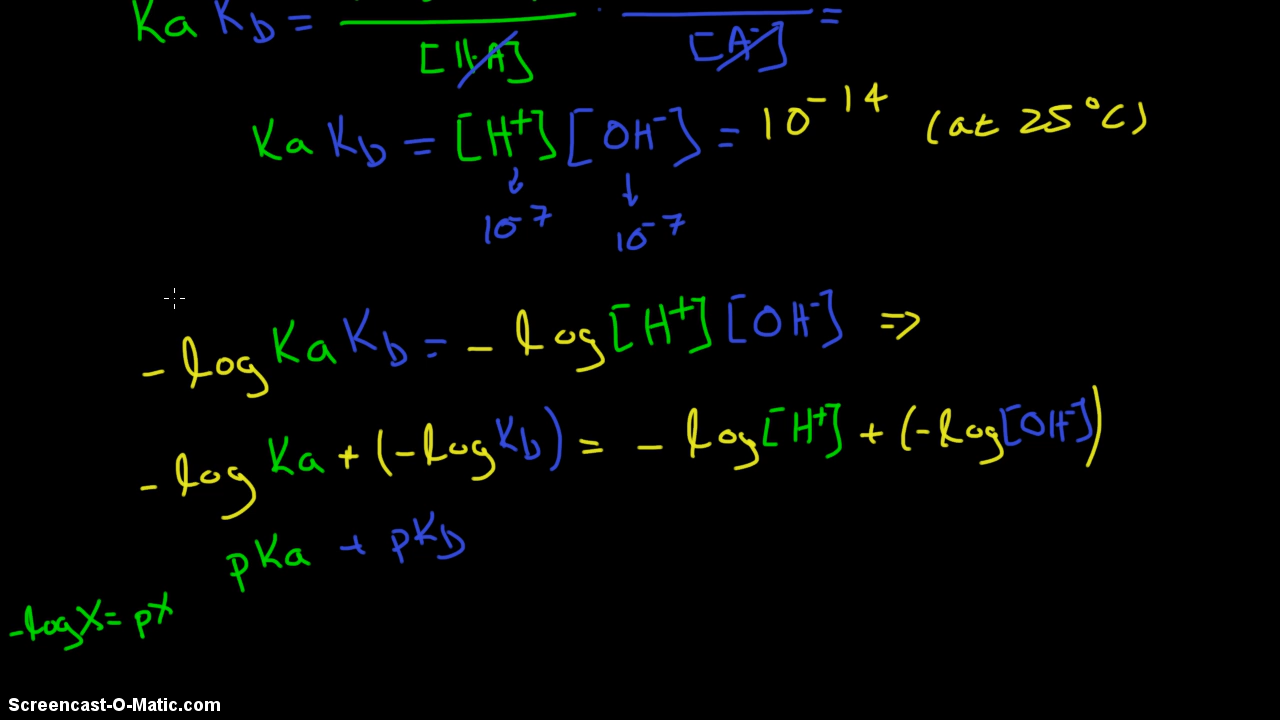 Ka Kb = · =
[HA] [A⁻]
Ka Kb = [H⁺] [OH⁻] = 10⁻¹⁴ (at 25°C)
10⁻⁷ 10⁻⁷
-log Ka Kb = -log [H⁺] [OH⁻] =>
-log Ka + (-log Kb) = -log [H⁺] + (-log [OH⁻])
pKa + pKb
-log X = pX
Screencast-O-Matic.com